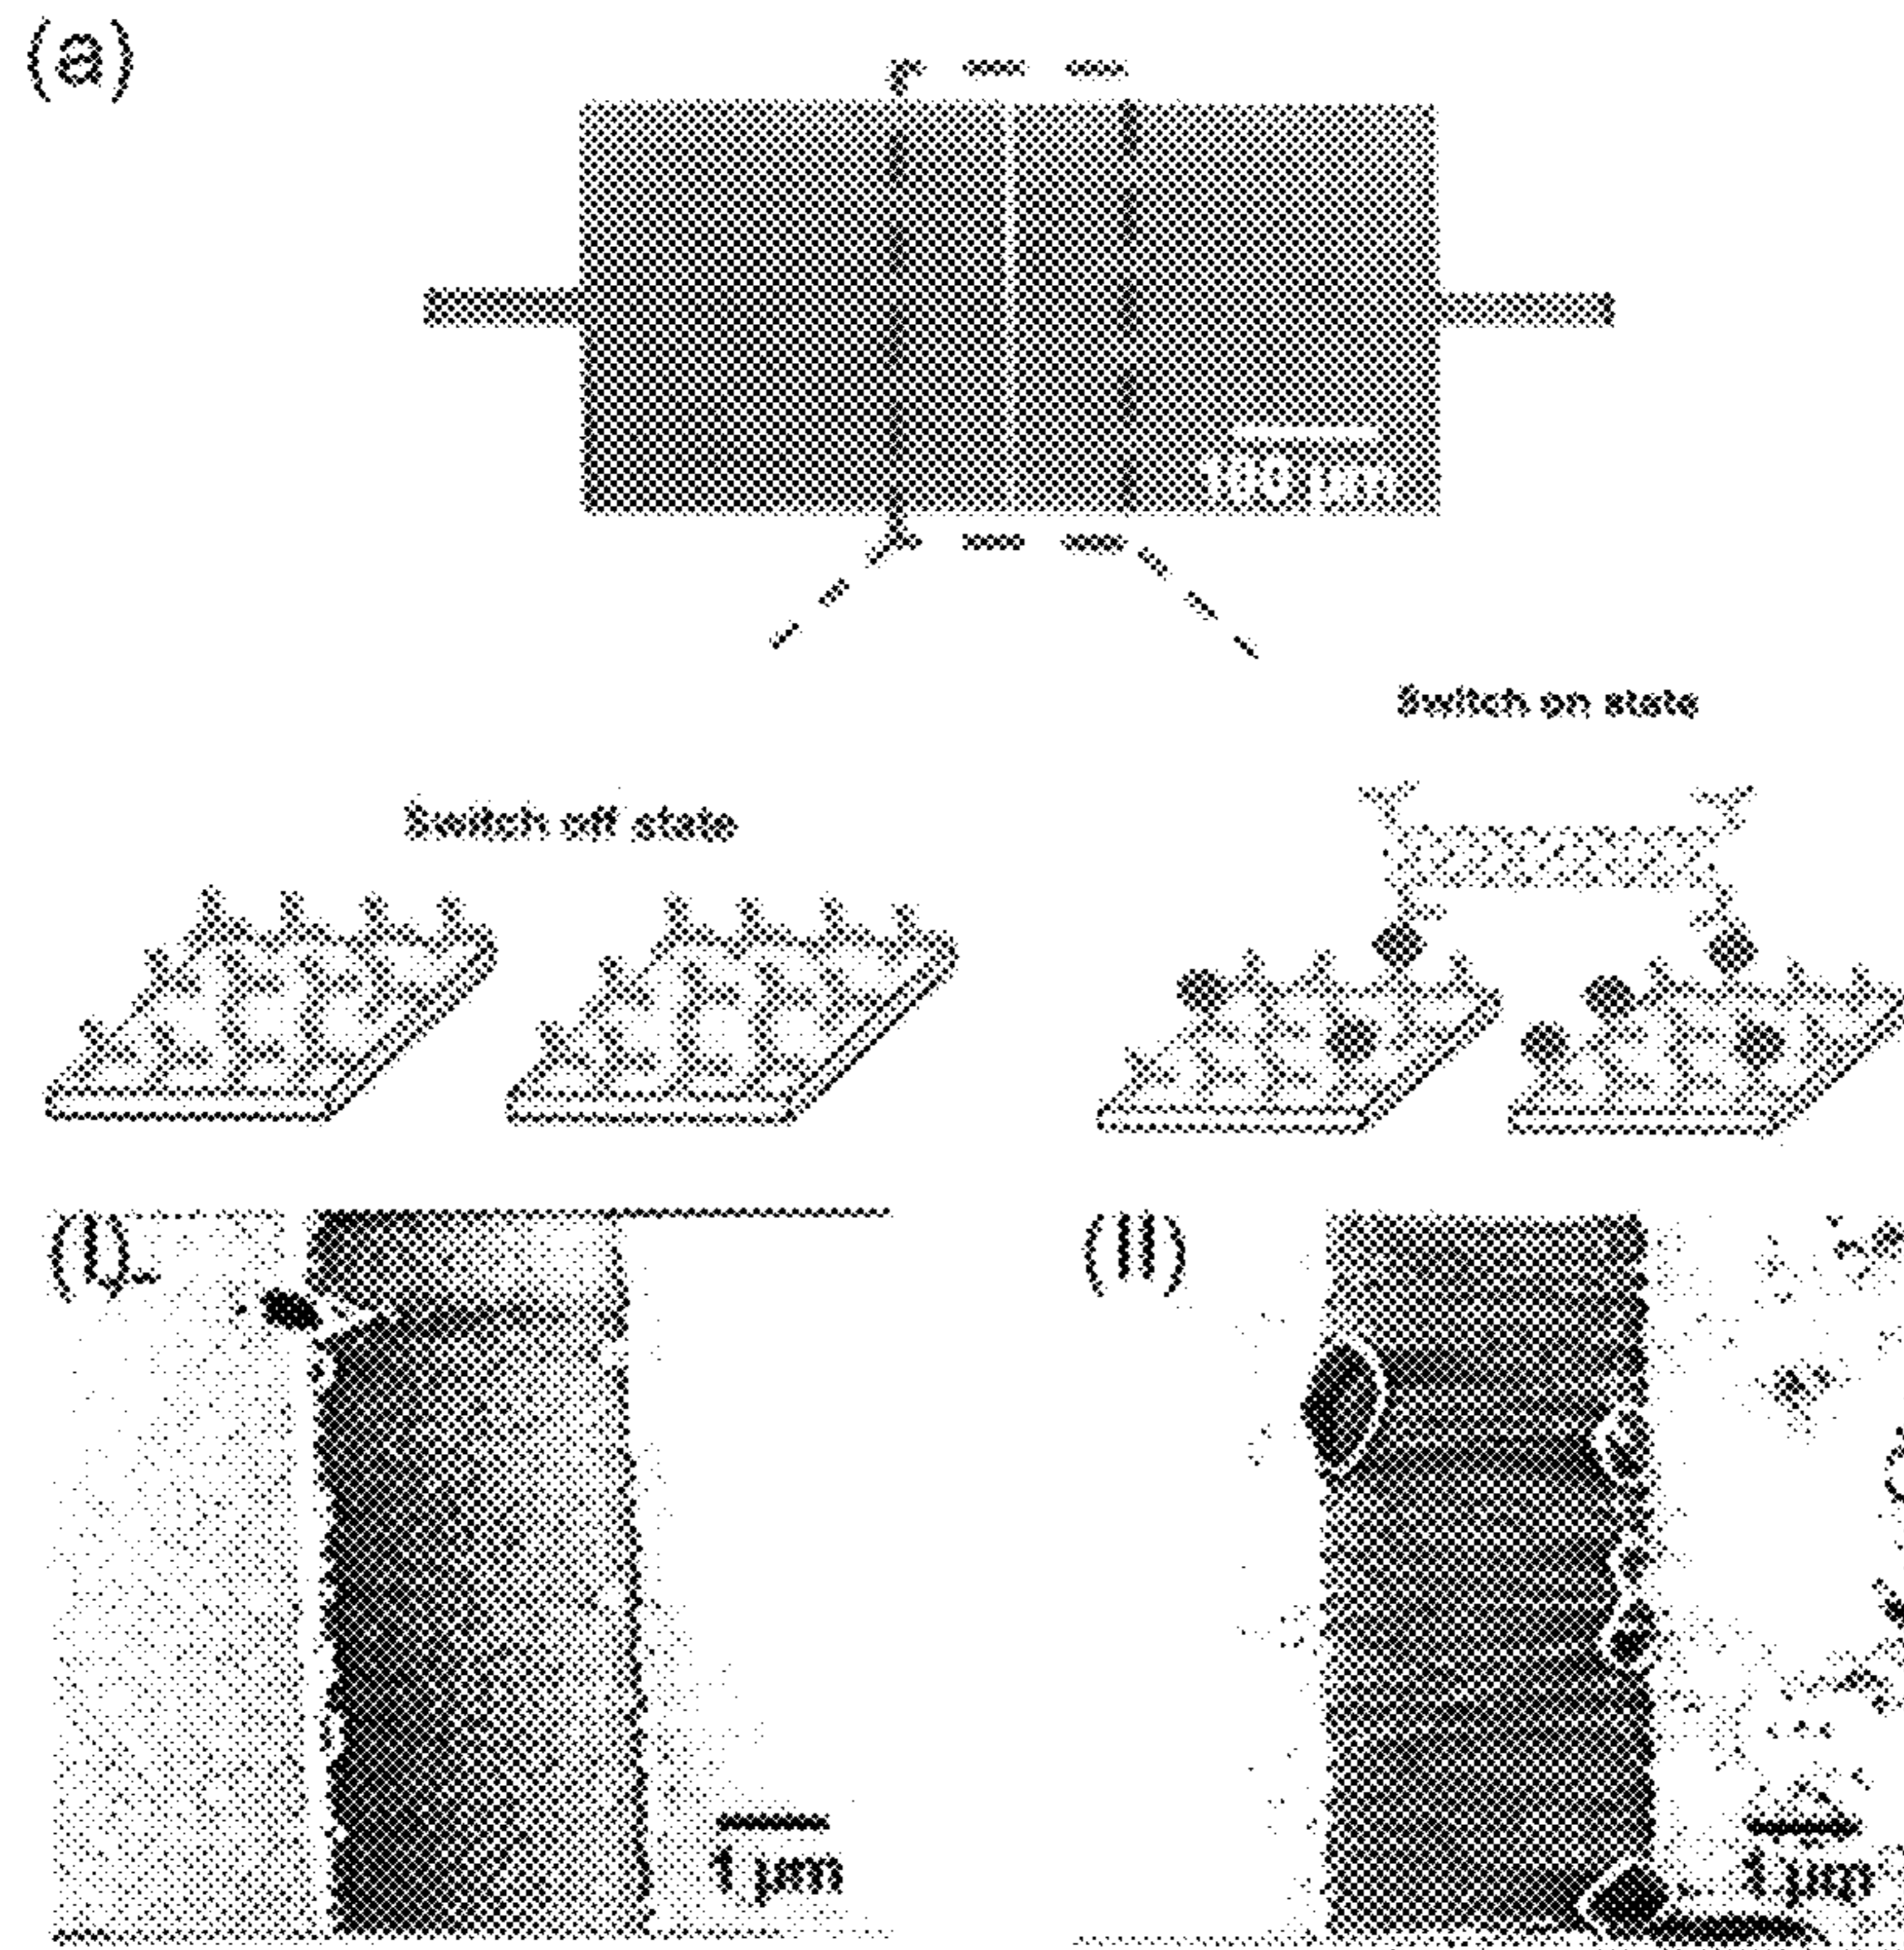 (a)
100 µm
Switch on state
Switch off state
(I)
(II)
1 µm
1 µm